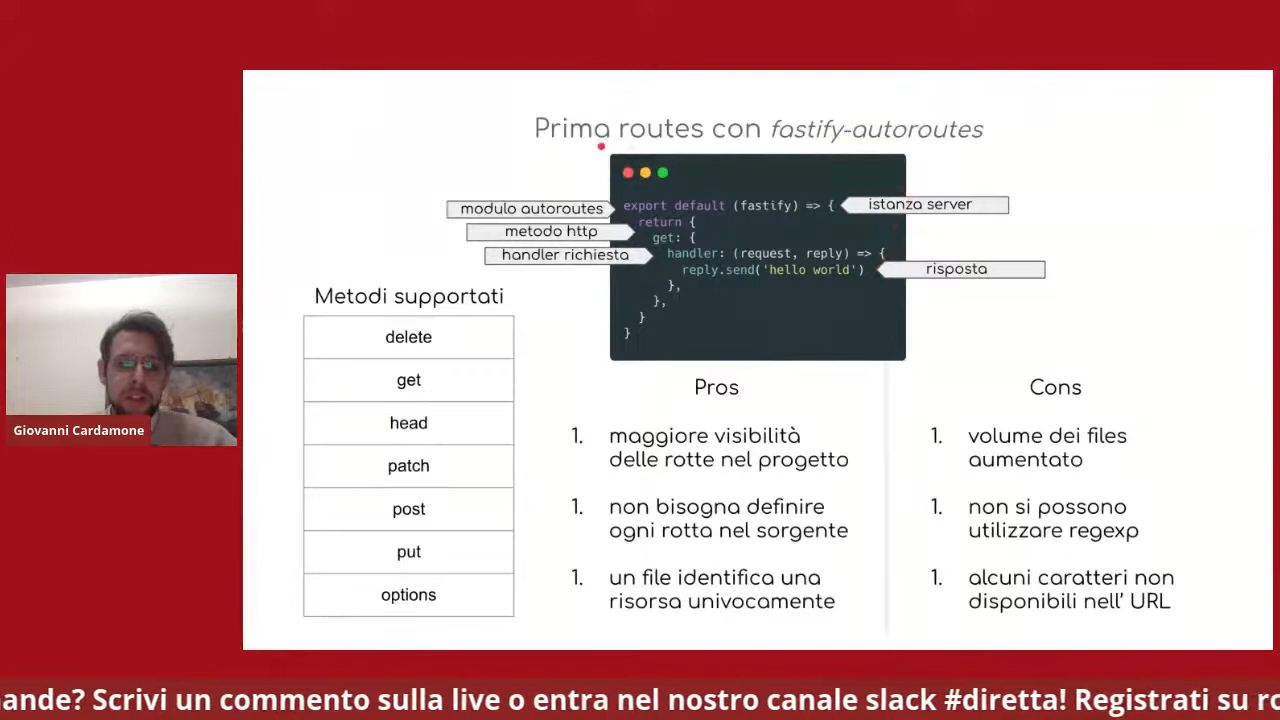 Prima routes con fastify-autoroutes
modulo autoroutes
metodo http
handler richiesta
export default (fastify) => {
return {
get: {
handler: (request, reply) => {
reply.send('hello world')
},
},
}
}
istanza server
risposta
Metodi supportati
delete
get
head
patch
post
put
options
Pros
1. maggiore visibilità
delle rotte nel progetto
1. non bisogna definire
ogni rotta nel sorgente
1. un file identifica una
risorsa univocamente
Cons
1. volume dei files
aumentato
1. non si possono
utilizzare regexp
1. alcuni caratteri non
disponibili nell' URL
Giovanni Cardamone
ande? Scrivi un commento sulla live o entra nel nostro canale slack #diretta! Registrati su